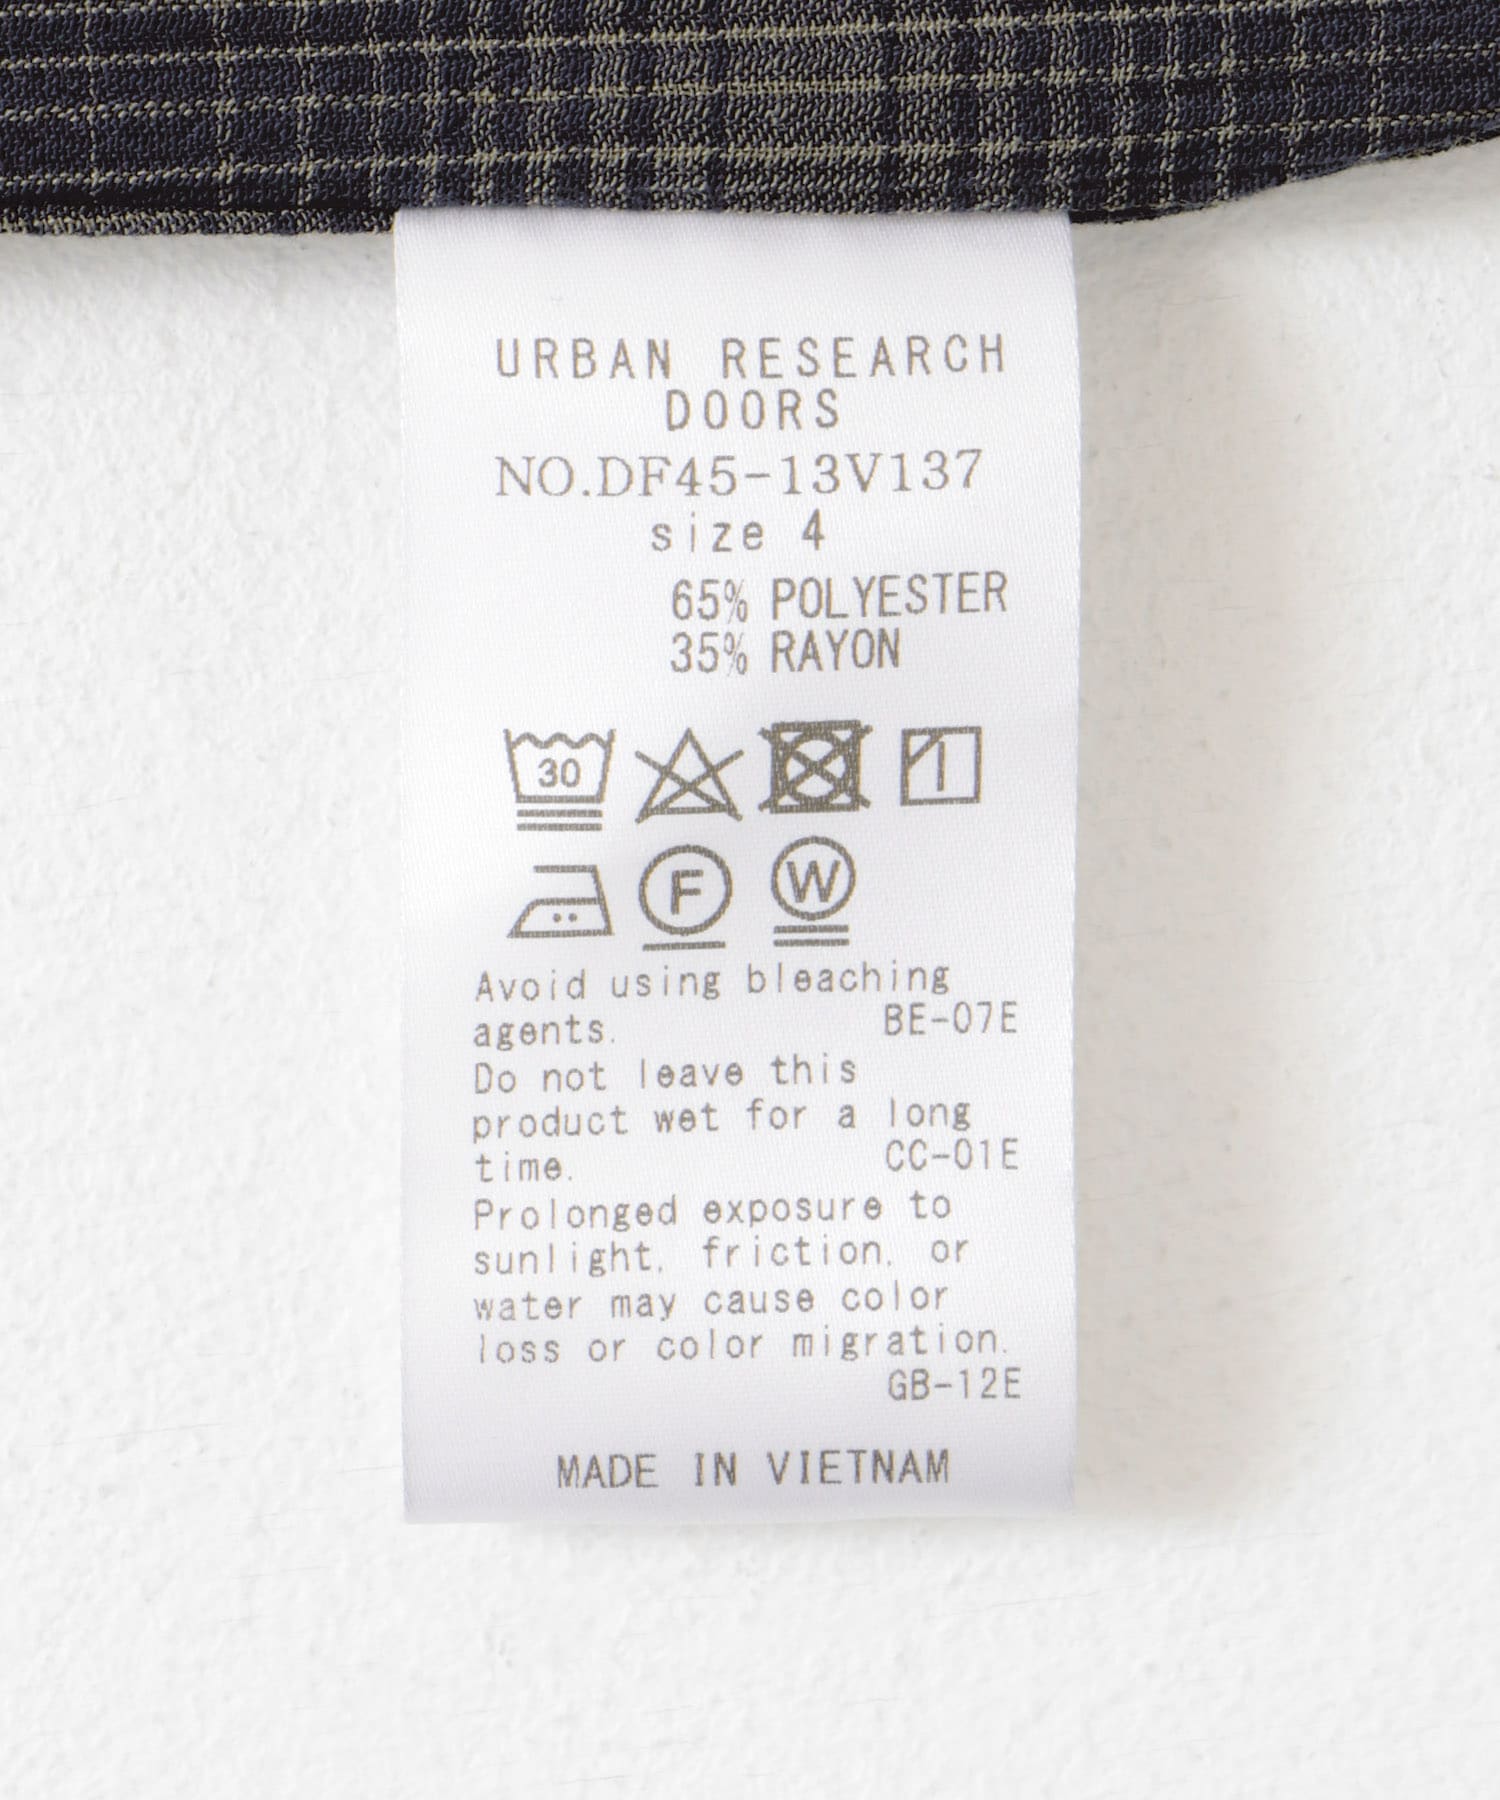 URBAN RESEARCH
DOORS
NO.DF45-13V137
size 4
65% POLYESTER
35% RAYON
30
F
W
Avoid using bleaching
agents. BE-07E
Do not leave this
product wet for a long
time. CC-01E
Prolonged exposure to
sunlight, friction, or
water may cause color
loss or color migration.
GB-12E
MADE IN VIETNAM